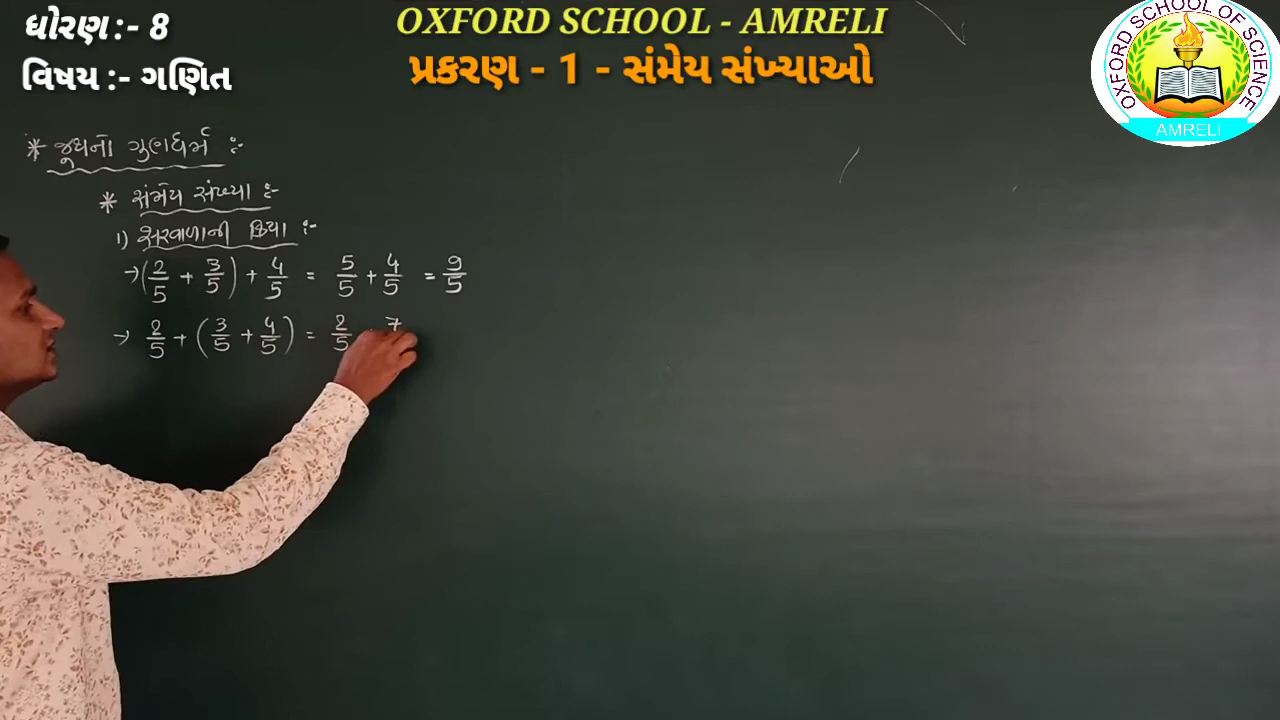 ધોરણ :- 8
OXFORD SCHOOL - AMRELI
વિષય :- ગણિત
પ્રકરણ - 1 - સંમેય સંખ્યાઓ
OXFORD SCHOOL OF SCIENCE
AMRELI
* જૂથનો ગુણધર્મ :-
* સંમેય સંખ્યા :-
1) સરવાળાની ક્રિયા :-
→ (2/5 + 3/5) + 4/5 = 5/5 + 4/5 = 9/5
→ 2/5 + (3/5 + 4/5) = 2/5 + 7